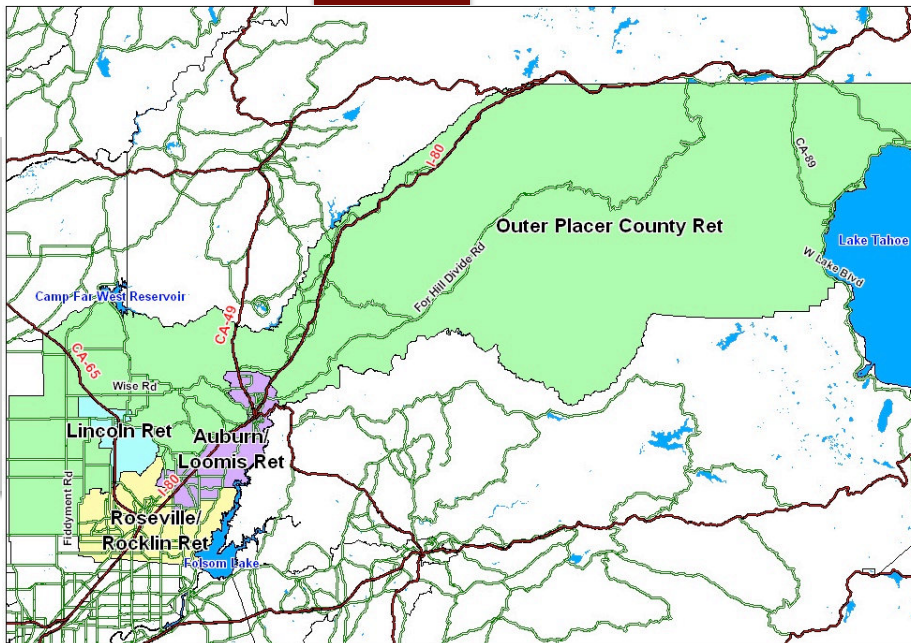 I-80
CA-89
Outer Placer County Ret
Lake Tahoe
W Lake Blvd
For Hill Divide Rd
Camp Far West Reservoir
CA-49
CA-65
Wise Rd
Lincoln Ret
Auburn/
Loomis Ret
Fiddyment Rd
I-80
Roseville/
Rocklin Ret
Folsom Lake